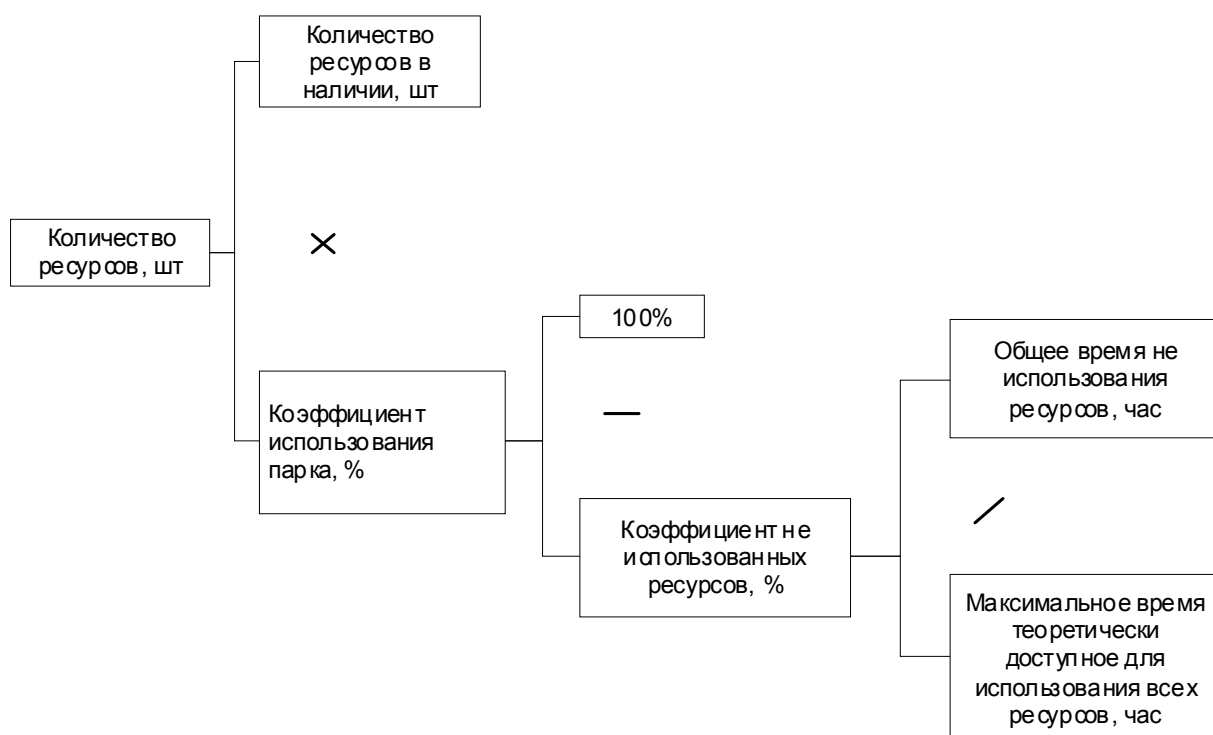 Количество
ресурсов в
наличии, шт
Количество
ресурсов, шт
×
100%
Общее время не
использования
ресурсов, час
Коэффициент
использования
парка, %
—
Коэффициент не
использованных
ресурсов, %
/
Максимальное время
теоретически
доступное для
использования всех
ресурсов, час